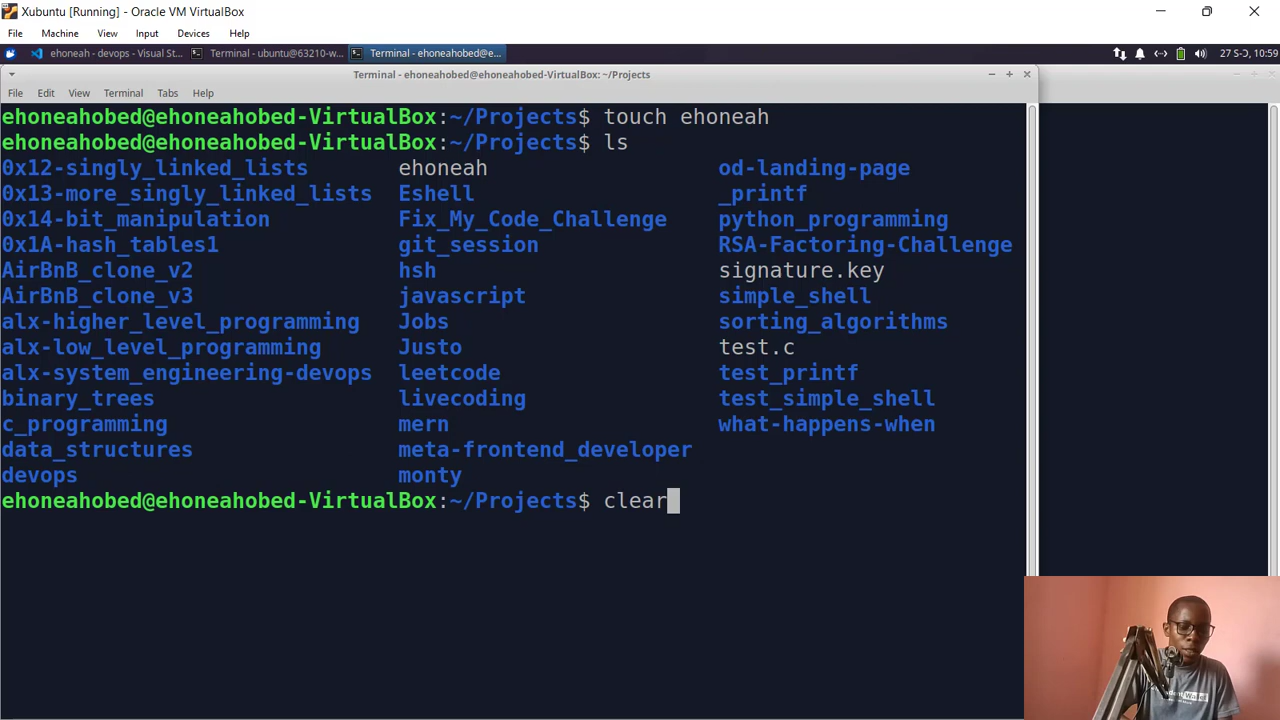 Xubuntu [Running] - Oracle VM VirtualBox
File Machine View Input Devices Help
ehoneah - devops - Visual St... Terminal - ubuntu@63210-w... Terminal - ehoneahobed@e... 27 S-Ɔ, 10:59
Terminal - ehoneahobed@ehoneahobed-VirtualBox: ~/Projects
File Edit View Terminal Tabs Help
ehoneahobed@ehoneahobed-VirtualBox:~/Projects$ touch ehoneah
ehoneahobed@ehoneahobed-VirtualBox:~/Projects$ ls
0x12-singly_linked_lists ehoneah od-landing-page
0x13-more_singly_linked_lists Eshell _printf
0x14-bit_manipulation Fix_My_Code_Challenge python_programming
0x1A-hash_tables1 git_session RSA-Factoring-Challenge
AirBnB_clone_v2 hsh signature.key
AirBnB_clone_v3 javascript simple_shell
alx-higher_level_programming Jobs sorting_algorithms
alx-low_level_programming Justo test.c
alx-system_engineering-devops leetcode test_printf
binary_trees livecoding test_simple_shell
c_programming mern what-happens-when
data_structures meta-frontend_developer
devops monty
ehoneahobed@ehoneahobed-VirtualBox:~/Projects$ clear